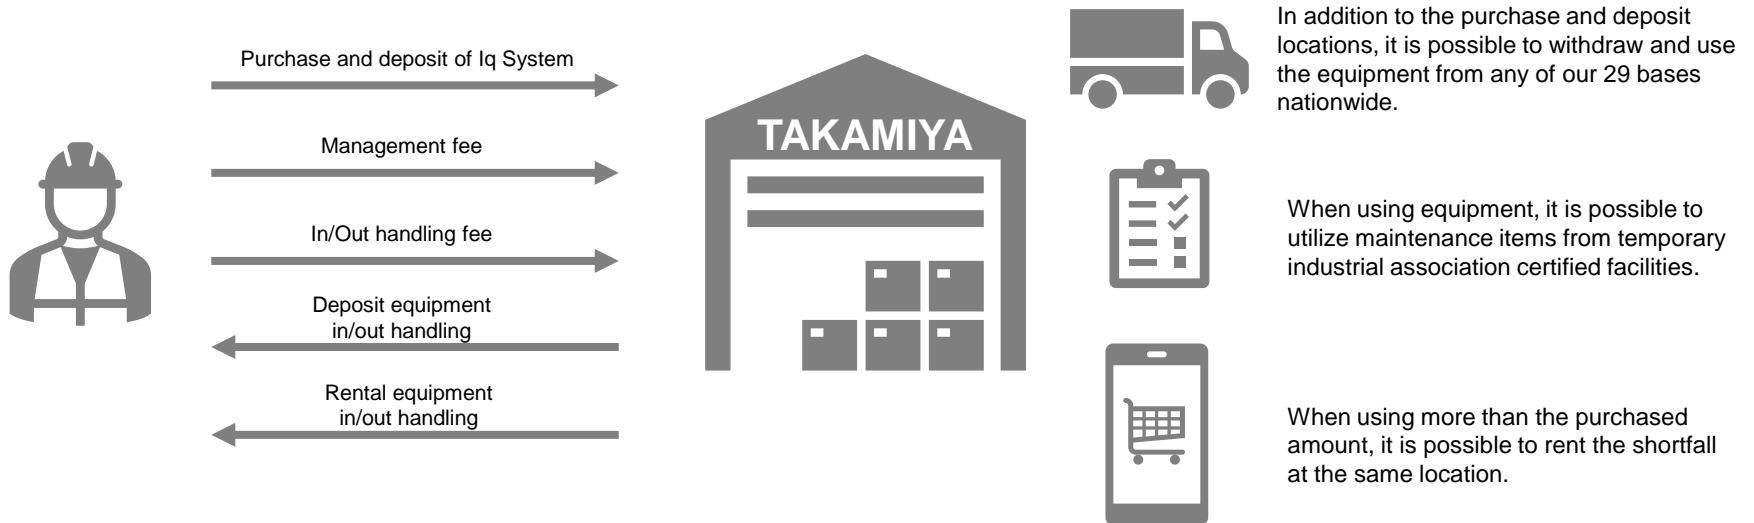 Purchase and deposit of Iq System
Management fee
In/Out handling fee
Deposit equipment
in/out handling
Rental equipment
in/out handling
TAKAMIYA
In addition to the purchase and deposit
locations, it is possible to withdraw and use
the equipment from any of our 29 bases
nationwide.
When using equipment, it is possible to
utilize maintenance items from temporary
industrial association certified facilities.
When using more than the purchased
amount, it is possible to rent the shortfall
at the same location.